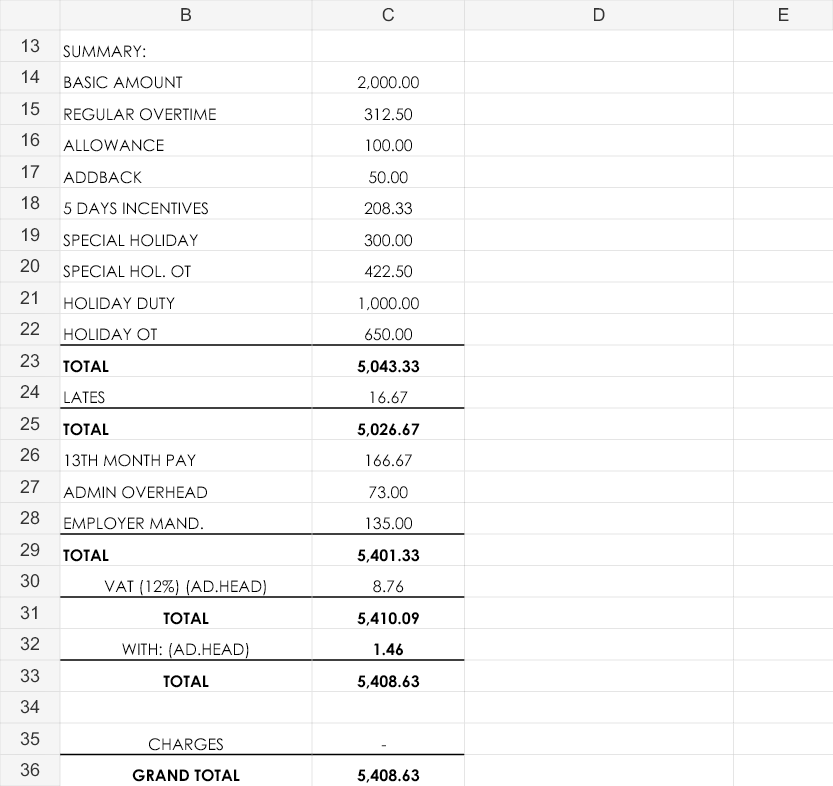 B C D E
13 SUMMARY:
14 BASIC AMOUNT 2,000.00
15 REGULAR OVERTIME 312.50
16 ALLOWANCE 100.00
17 ADDBACK 50.00
18 5 DAYS INCENTIVES 208.33
19 SPECIAL HOLIDAY 300.00
20 SPECIAL HOL. OT 422.50
21 HOLIDAY DUTY 1,000.00
22 HOLIDAY OT 650.00
23 TOTAL 5,043.33
24 LATES 16.67
25 TOTAL 5,026.67
26 13TH MONTH PAY 166.67
27 ADMIN OVERHEAD 73.00
28 EMPLOYER MAND. 135.00
29 TOTAL 5,401.33
30 VAT (12%) (AD.HEAD) 8.76
31 TOTAL 5,410.09
32 WITH: (AD.HEAD) 1.46
33 TOTAL 5,408.63
34
35 CHARGES -
36 GRAND TOTAL 5,408.63